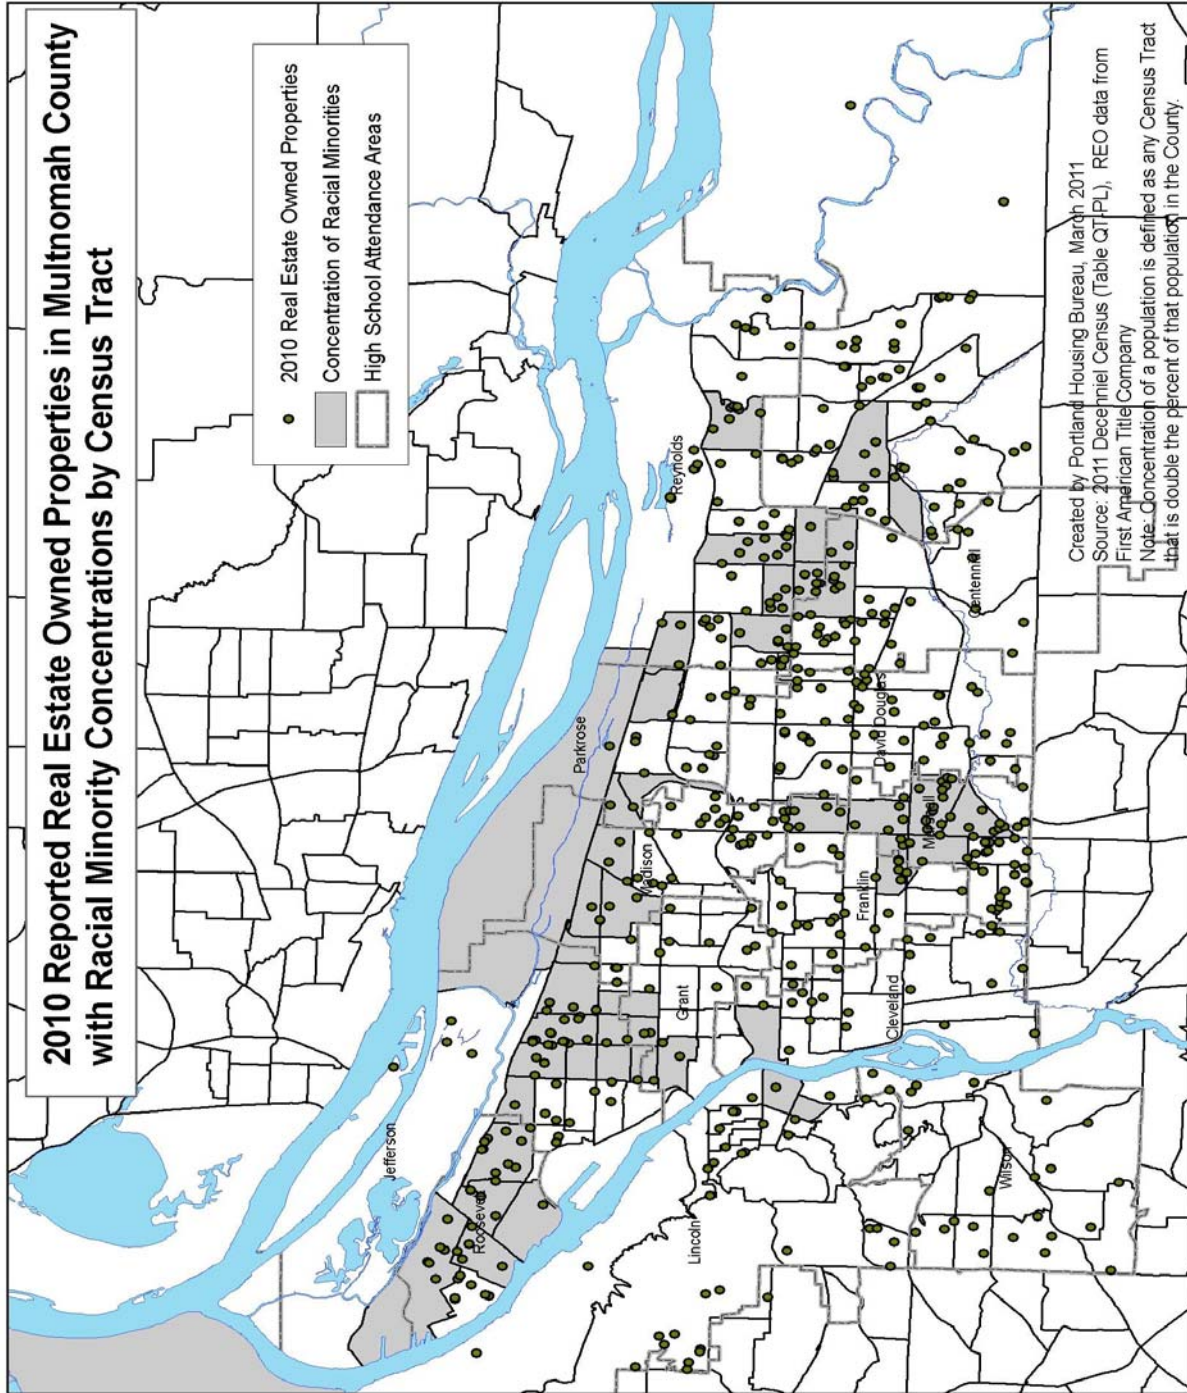 2010 Reported Real Estate Owned Properties in Multnomah County
with Racial Minority Concentrations by Census Tract
2010 Real Estate Owned Properties
Concentration of Racial Minorities
High School Attendance Areas
Reynolds
Parkrose
Centennial
David Douglas
Madison
Marshall
Franklin
Grant
Cleveland
Jefferson
Roosevelt
Lincoln
Wilson
Created by Portland Housing Bureau, March 2011
Source: 2011 Decenniel Census (Table QT-PL), REO data from
First American Title Company
Note: Concentration of a population is defined as any Census Tract
that is double the percent of that population in the County.